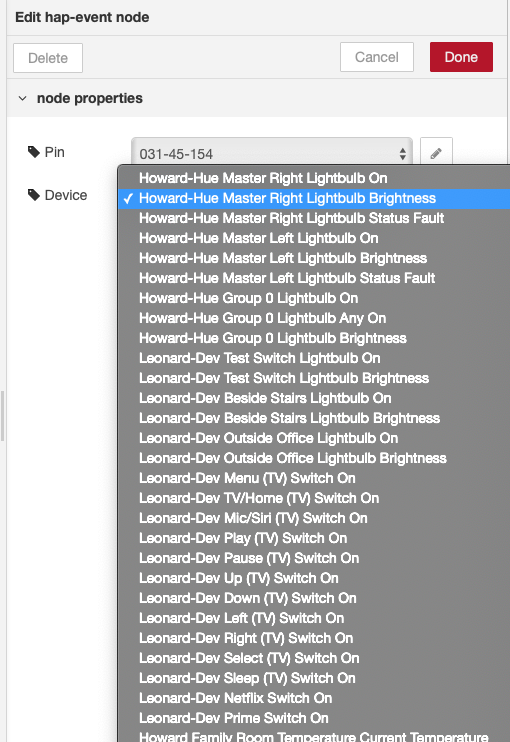 Edit hap-event node
Delete
Cancel
Done
node properties
Pin
031-45-154
Device
Howard-Hue Master Right Lightbulb On
✓ Howard-Hue Master Right Lightbulb Brightness
Howard-Hue Master Right Lightbulb Status Fault
Howard-Hue Master Left Lightbulb On
Howard-Hue Master Left Lightbulb Brightness
Howard-Hue Master Left Lightbulb Status Fault
Howard-Hue Group 0 Lightbulb On
Howard-Hue Group 0 Lightbulb Any On
Howard-Hue Group 0 Lightbulb Brightness
Leonard-Dev Test Switch Lightbulb On
Leonard-Dev Test Switch Lightbulb Brightness
Leonard-Dev Beside Stairs Lightbulb On
Leonard-Dev Beside Stairs Lightbulb Brightness
Leonard-Dev Outside Office Lightbulb On
Leonard-Dev Outside Office Lightbulb Brightness
Leonard-Dev Menu (TV) Switch On
Leonard-Dev TV/Home (TV) Switch On
Leonard-Dev Mic/Siri (TV) Switch On
Leonard-Dev Play (TV) Switch On
Leonard-Dev Pause (TV) Switch On
Leonard-Dev Up (TV) Switch On
Leonard-Dev Down (TV) Switch On
Leonard-Dev Left (TV) Switch On
Leonard-Dev Right (TV) Switch On
Leonard-Dev Select (TV) Switch On
Leonard-Dev Sleep (TV) Switch On
Leonard-Dev Netflix Switch On
Leonard-Dev Prime Switch On
Howard Family Room Temperature Current Temperature